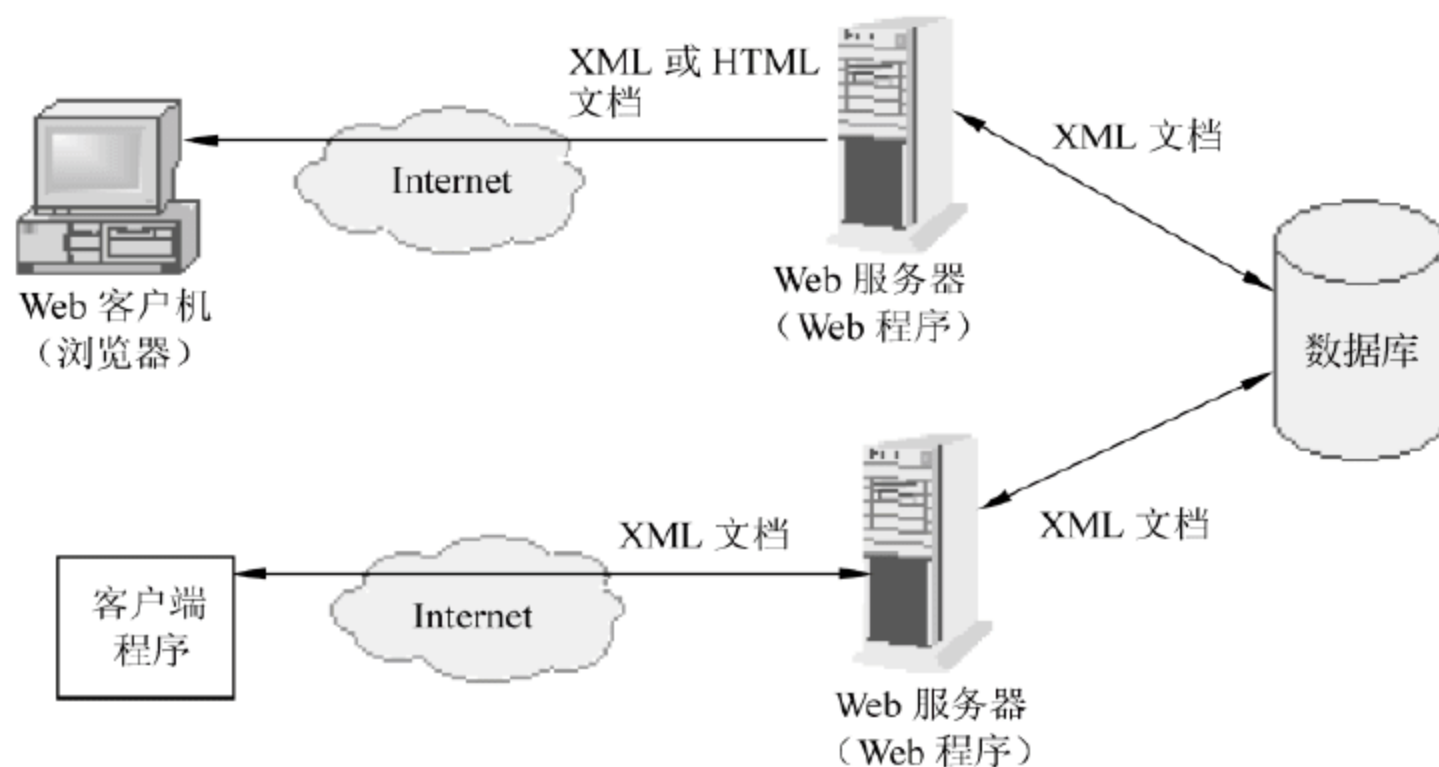 XML 或 HTML
文档
Internet
Web 客户机
（浏览器）
Web 服务器
（Web 程序）
XML 文档
数据库
XML 文档
XML 文档
Internet
客户端
程序
Web 服务器
（Web 程序）